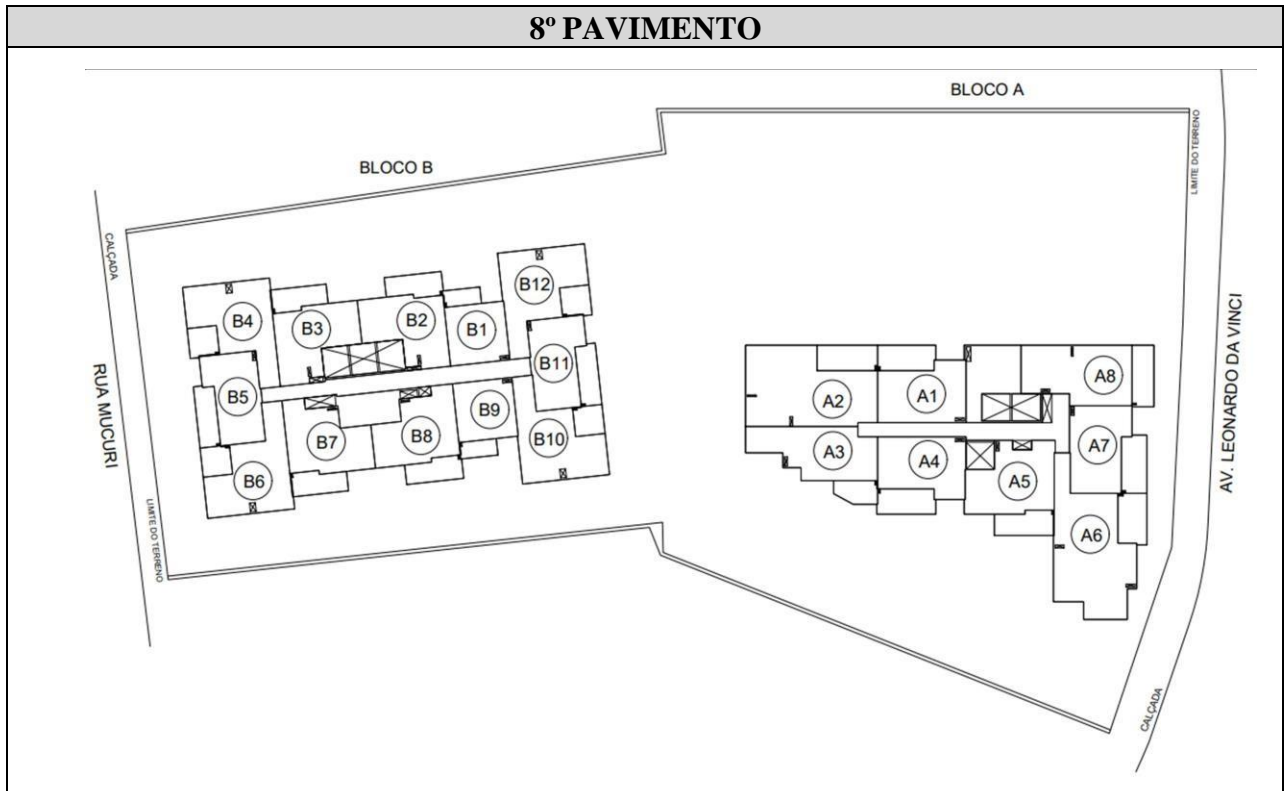 8º PAVIMENTO
BLOCO A
BLOCO B
LIMITE DO TERRENO
CALÇADA
B12
B4
B3
B2
B1
B11
B5
B9
B7
B8
B10
B6
RUA MUCURI
LIMITE DO TERRENO
A8
A2
A1
A7
A3
A4
A5
A6
AV. LEONARDO DA VINCI
CALÇADA